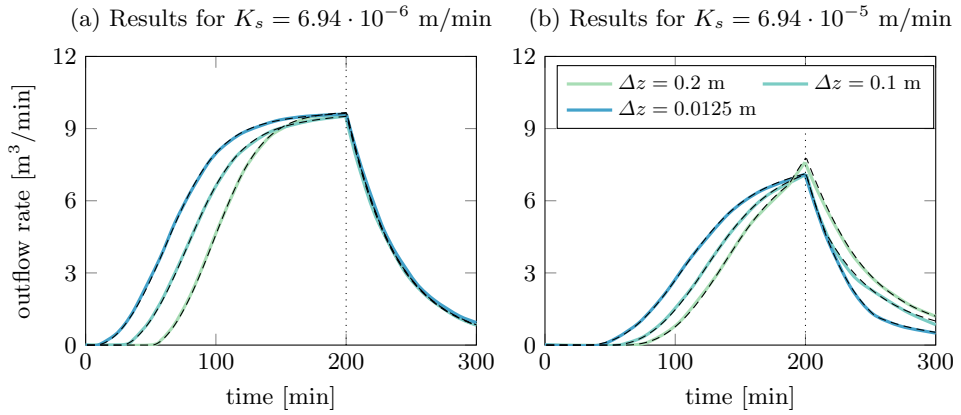 (a) Results for K_s = 6.94 · 10⁻⁶ m/min
(b) Results for K_s = 6.94 · 10⁻⁵ m/min
outflow rate [m³/min]
12
9
6
3
0
0 100 200 300
time [min]
12
9
6
3
0
0 100 200 300
time [min]
Δz = 0.2 m
Δz = 0.1 m
Δz = 0.0125 m